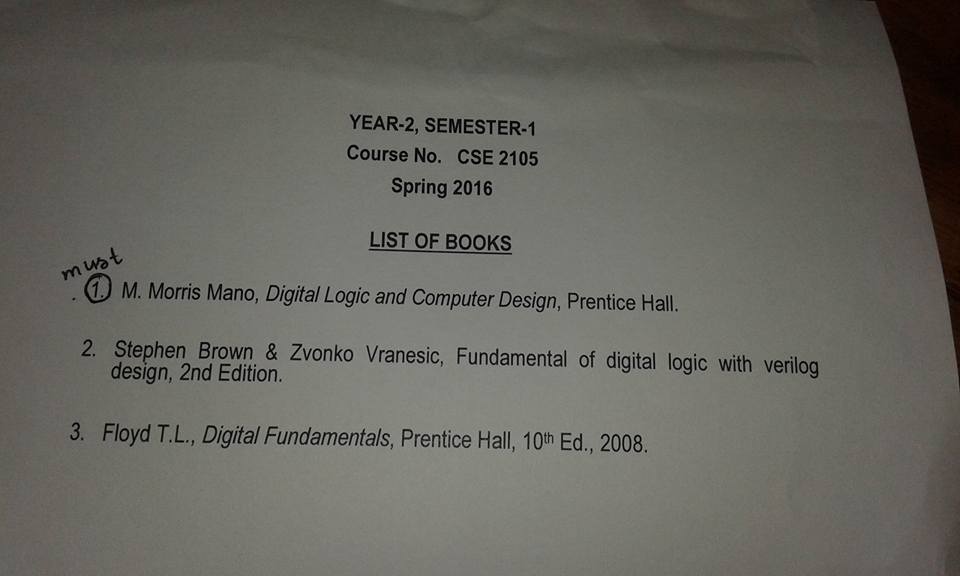 YEAR-2, SEMESTER-1
Course No. CSE 2105
Spring 2016
LIST OF BOOKS
must
1. M. Morris Mano, Digital Logic and Computer Design, Prentice Hall.
2. Stephen Brown & Zvonko Vranesic, Fundamental of digital logic with verilog
design, 2nd Edition.
3. Floyd T.L., Digital Fundamentals, Prentice Hall, 10th Ed., 2008.